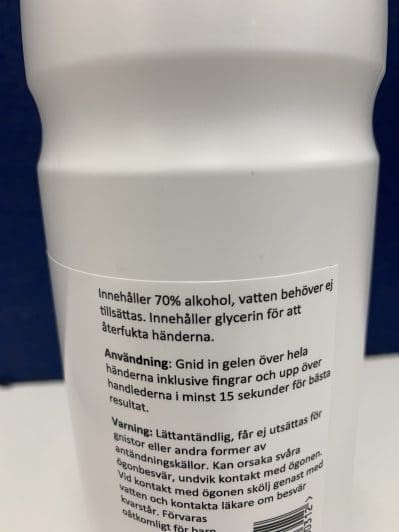 Innehåller 70% alkohol, vatten behöver ej
tillsättas. Innehåller glycerin för att
återfukta händerna.
Användning: Gnid in gelen över hela
händerna inklusive fingrar och upp över
handlederna i minst 15 sekunder för bästa
resultat.
Varning: Lättantändlig, får ej utsättas för
gnistor eller andra former av
antändningskällor. Kan orsaka svåra
ögonbesvär, undvik kontakt med ögonen.
Vid kontakt med ögonen skölj genast med
vatten och kontakta läkare om besvär
kvarstår. Förvaras
oåtkomligt för barn